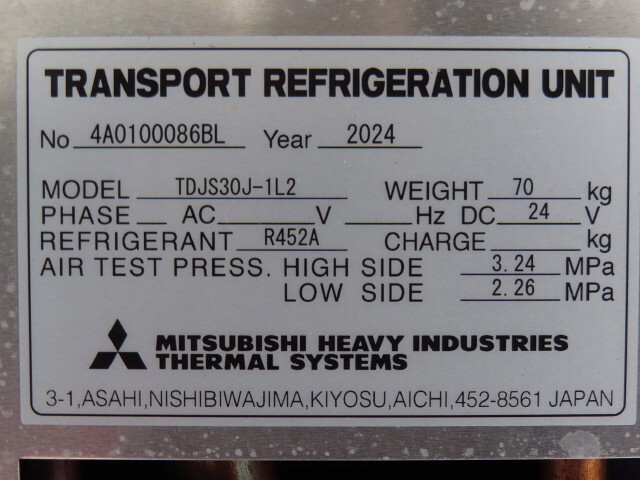 TRANSPORT REFRIGERATION UNIT
No 4A0100086BL Year 2024
MODEL TDJS30J-1L2 WEIGHT 70 kg
PHASE AC V Hz DC 24 V
REFRIGERANT R452A CHARGE kg
AIR TEST PRESS. HIGH SIDE 3.24 MPa
LOW SIDE 2.26 MPa
MITSUBISHI HEAVY INDUSTRIES
THERMAL SYSTEMS
3-1,ASAHI,NISHIBIWAJIMA,KIYOSU,AICHI,452-8561 JAPAN